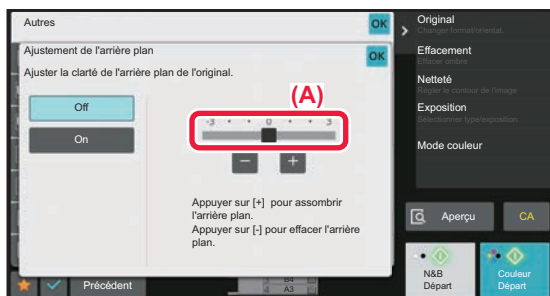 Autres
OK
Ajustement de l'arrière plan
OK
Ajuster la clarté de l'arrière plan de l'original.
Off
On
(A)
-3 • • 0 • • 3
− +
Appuyer sur [+] pour assombrir
l'arrière plan.
Appuyer sur [-] pour effacer l'arrière
plan.
Original
Changer format/orientat.
Effacement
Effacer ombre
Netteté
Régler le contour de l'image
Exposition
Sélectionner type/exposition
Mode couleur
Aperçu
CA
Précédent
B4
A3
N&B
Départ
Couleur
Départ